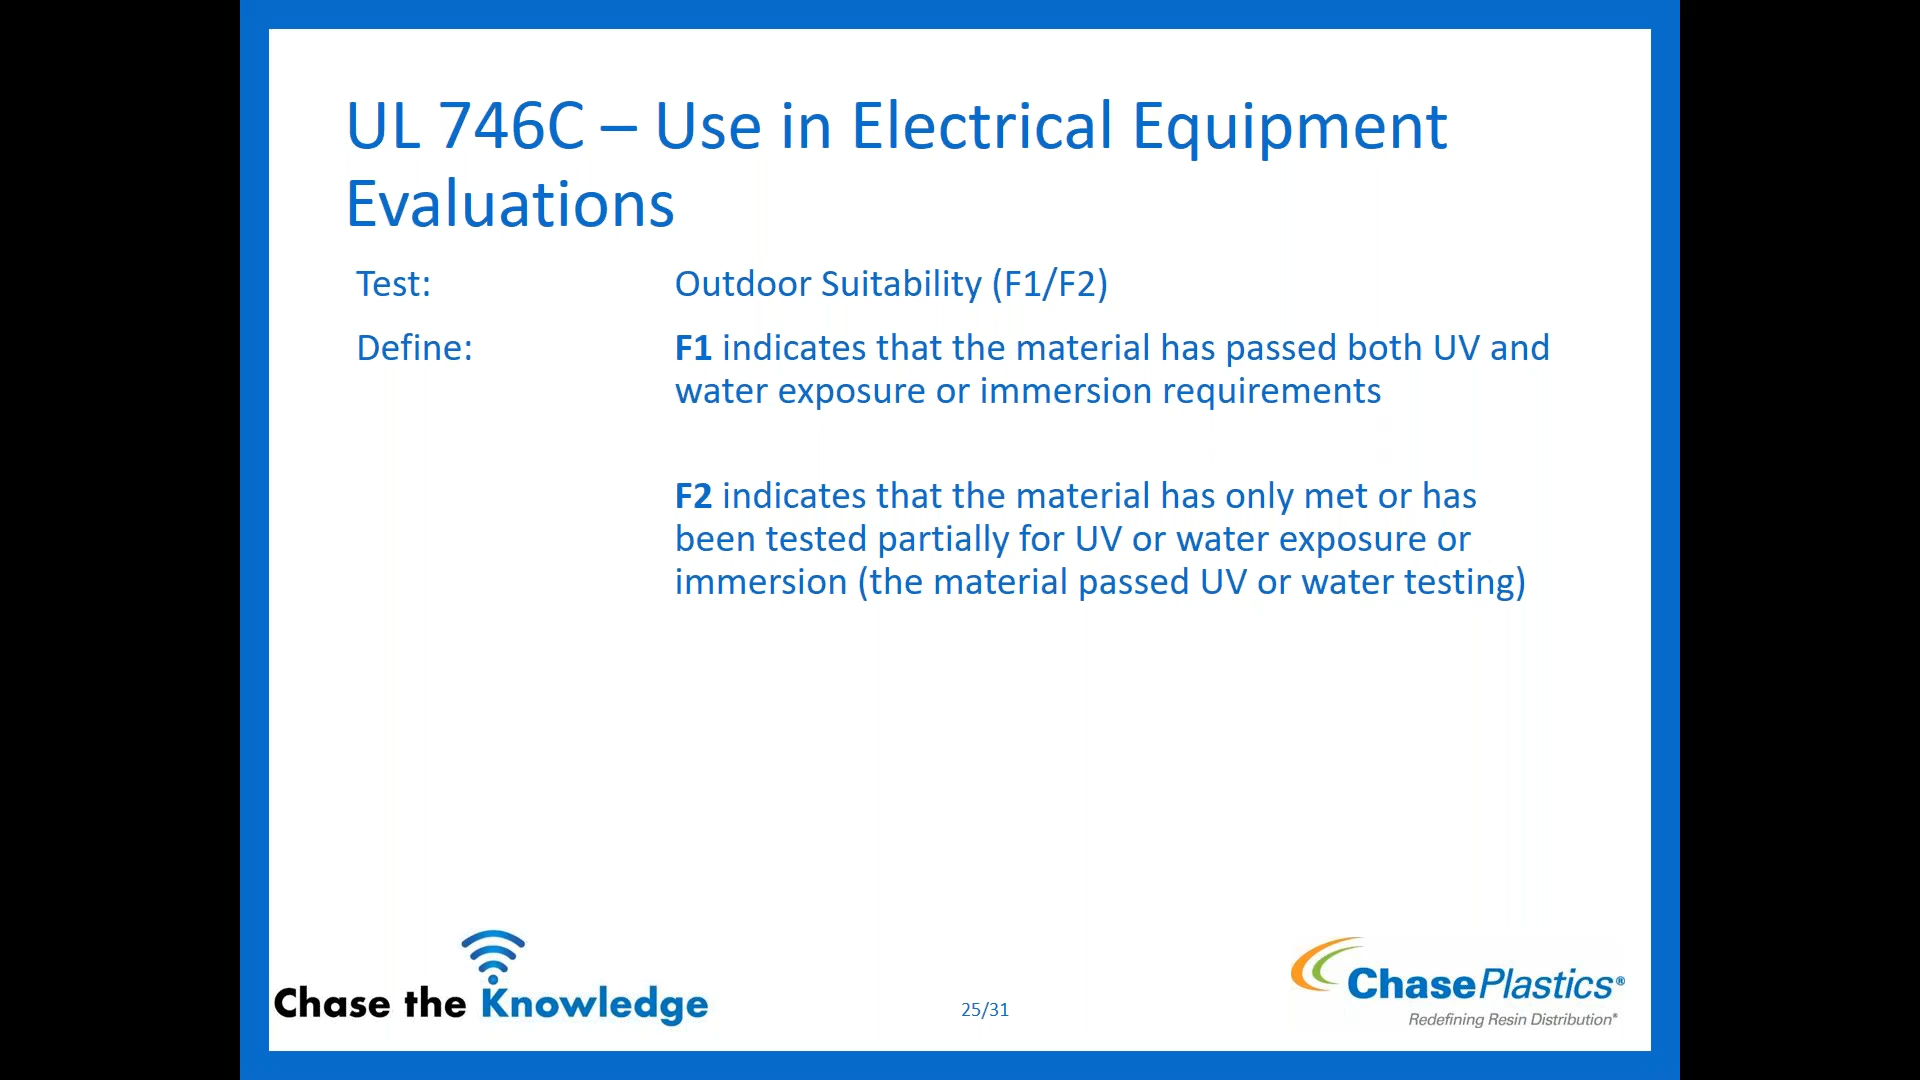 UL 746C – Use in Electrical Equipment
Evaluations
Test: Outdoor Suitability (F1/F2)
Define: F1 indicates that the material has passed both UV and
water exposure or immersion requirements
F2 indicates that the material has only met or has
been tested partially for UV or water exposure or
immersion (the material passed UV or water testing)
Chase the Knowledge
25/31
ChasePlastics®
Redefining Resin Distribution®